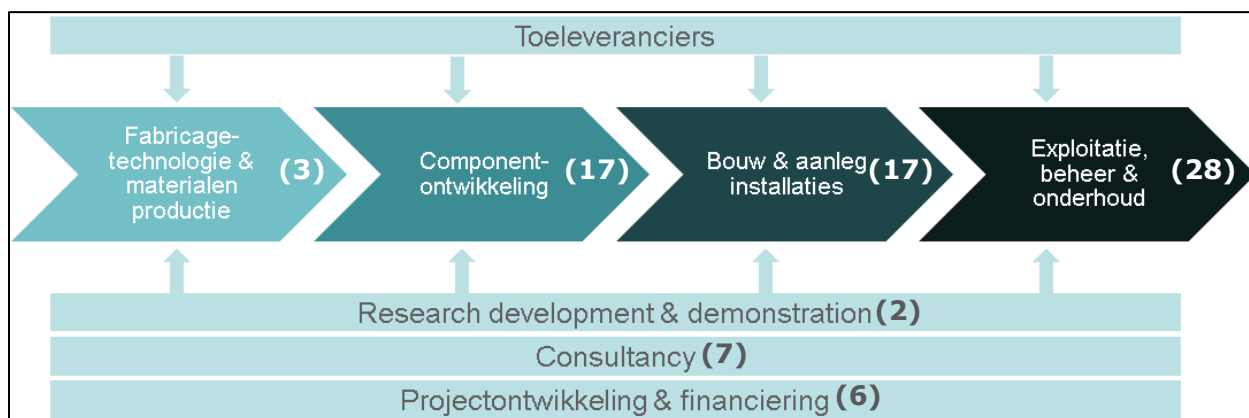 Toeleveranciers
Fabricage-
technologie &
materialen
productie
(3)
Component-
ontwikkeling
(17)
Bouw & aanleg
installaties
(17)
Exploitatie,
beheer &
onderhoud
(28)
Research development & demonstration (2)
Consultancy (7)
Projectontwikkeling & financiering (6)